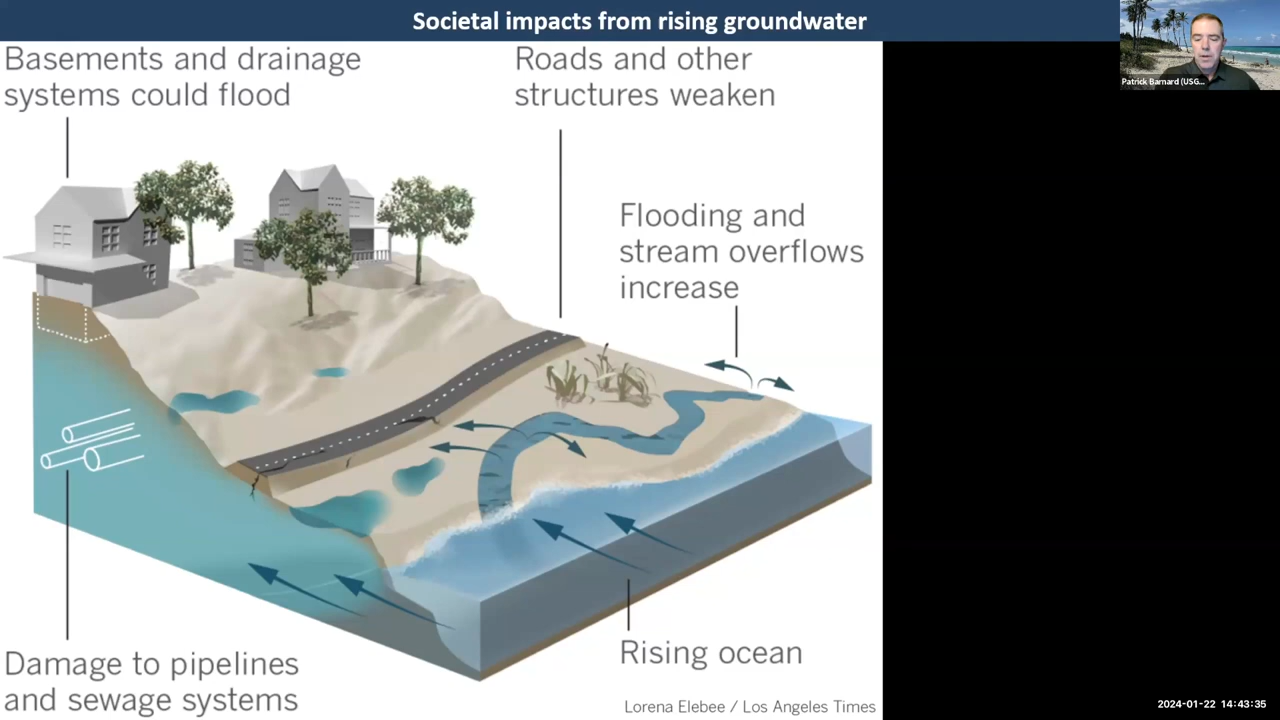 Societal impacts from rising groundwater
Patrick Barnard (USG...
Basements and drainage
systems could flood
Roads and other
structures weaken
Flooding and
stream overflows
increase
Rising ocean
Damage to pipelines
and sewage systems
Lorena Elebee / Los Angeles Times
2024-01-22 14:43:35